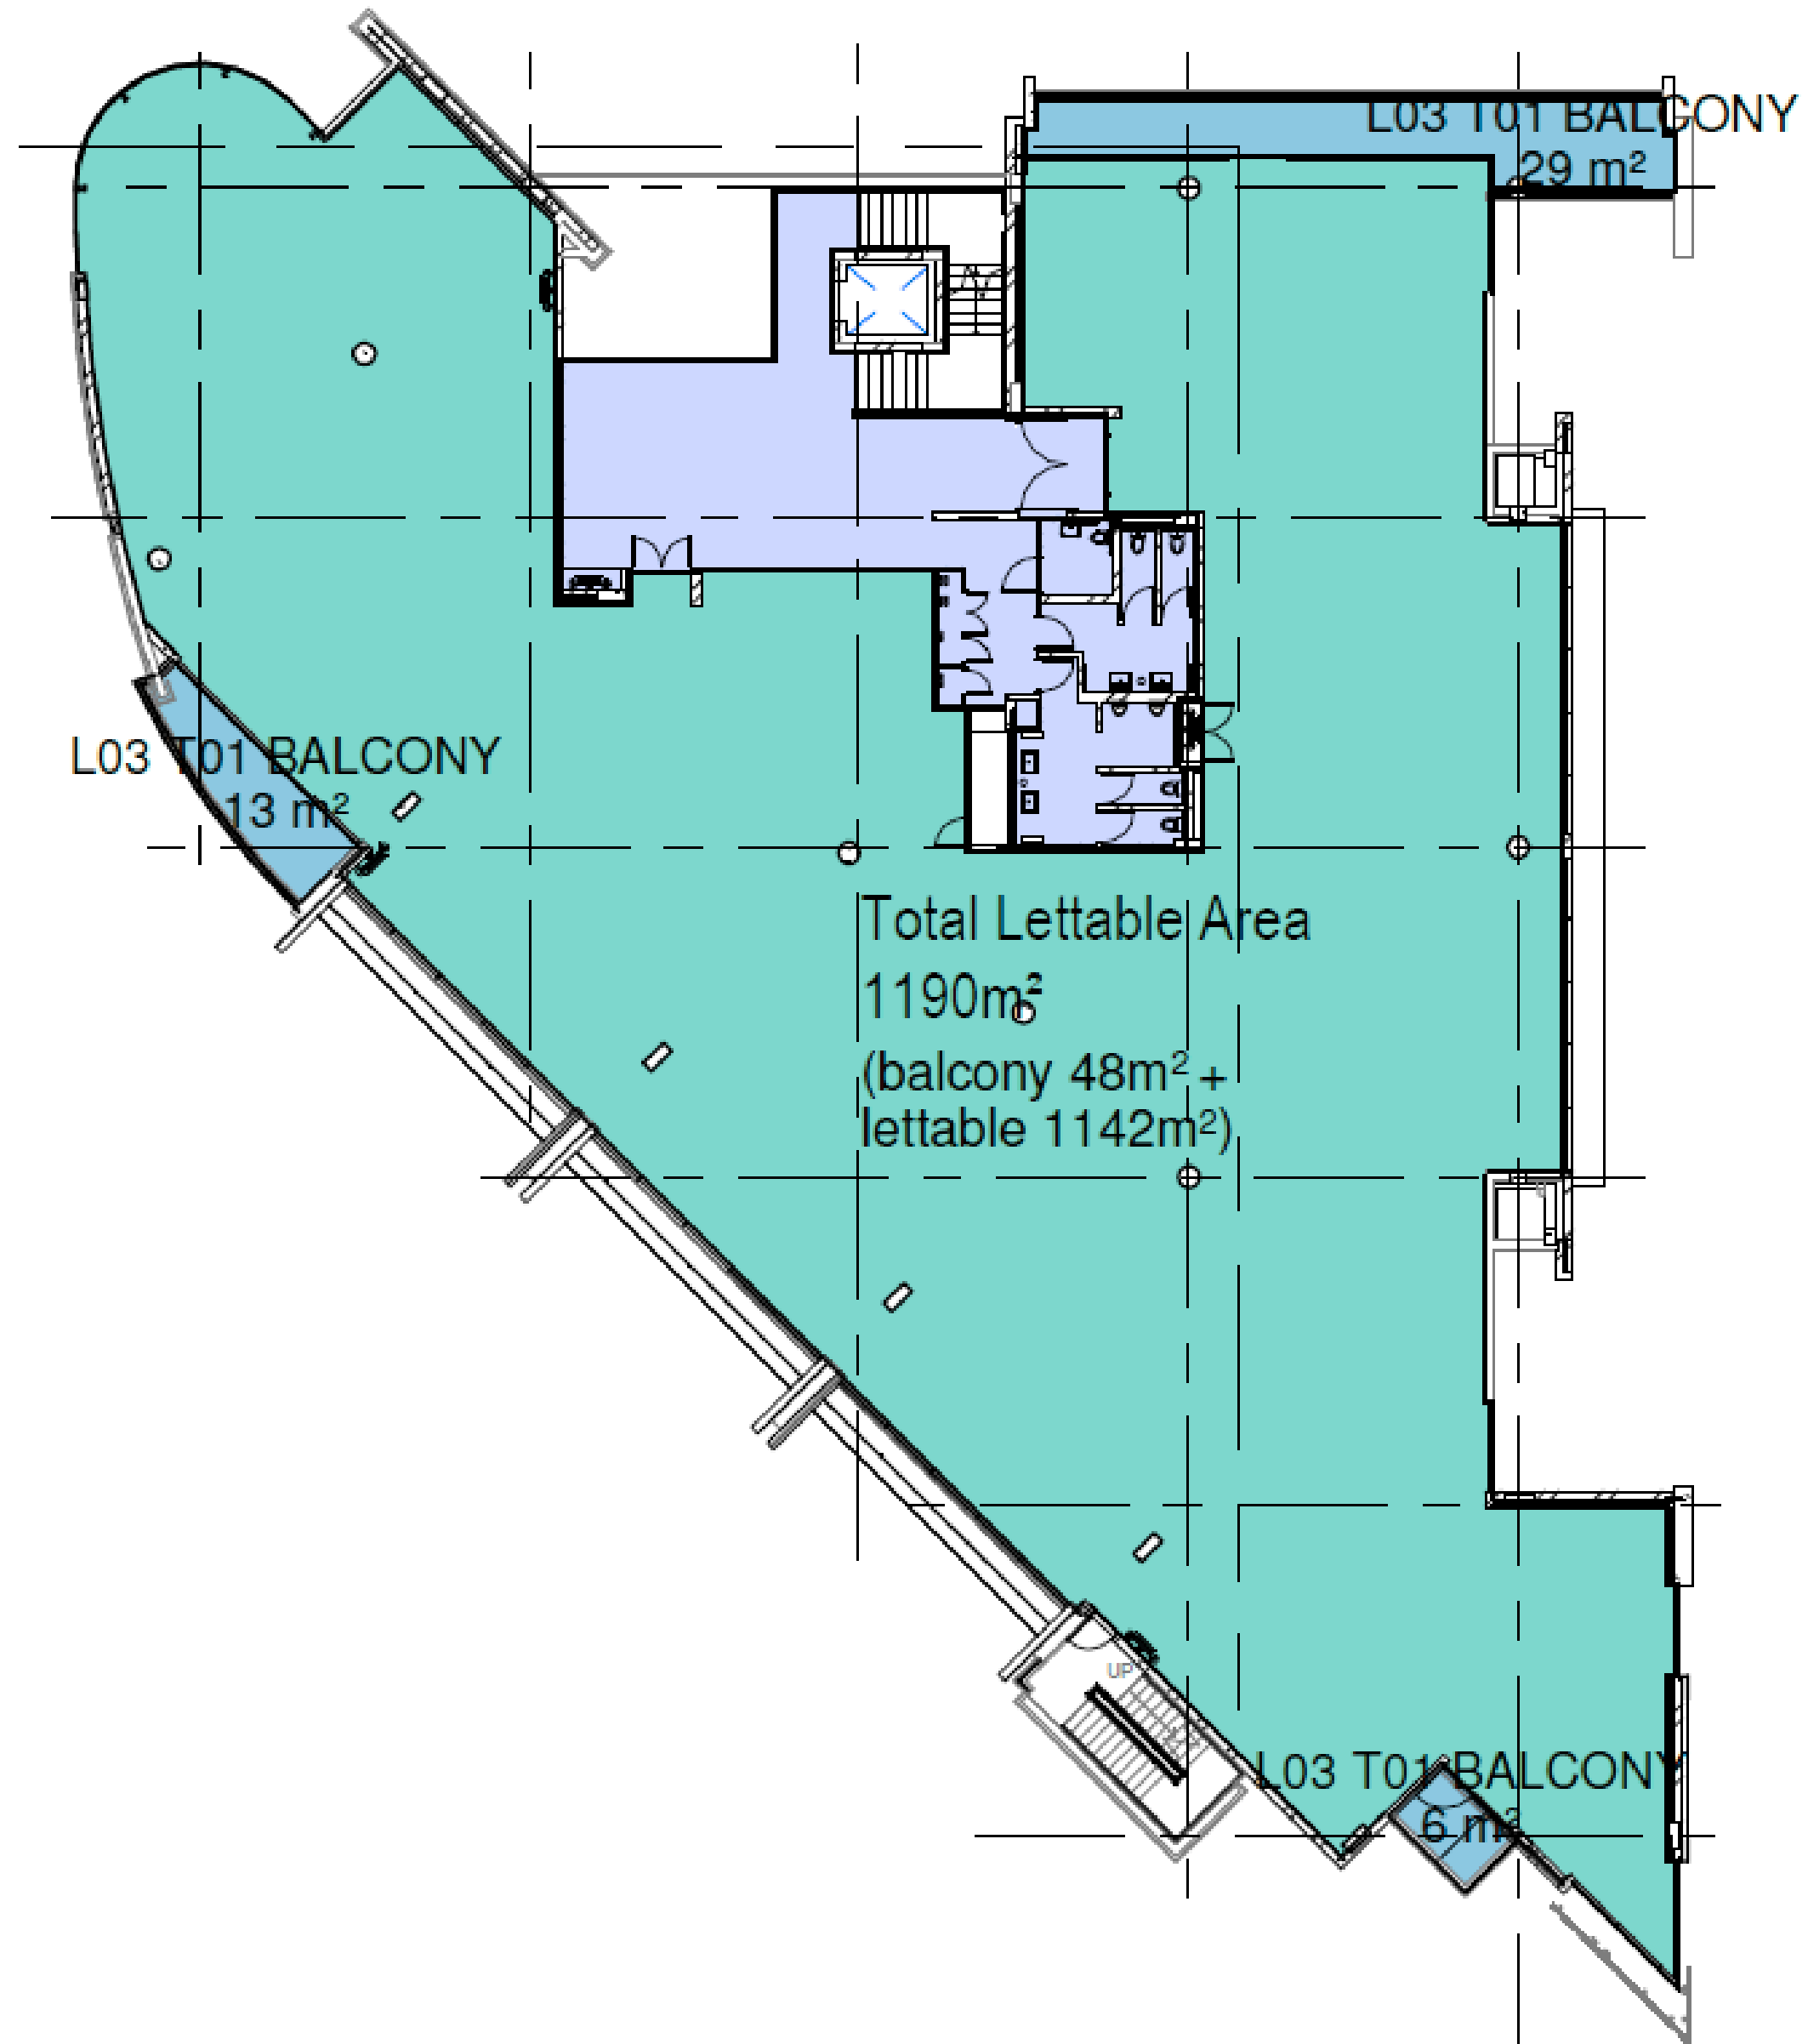 L03 T01 BALCONY
29 m²
L03 T01 BALCONY
13 m²
Total Lettable Area
1190m²
(balcony 48m² +
lettable 1142m²)
UP
L03 T01 BALCONY
6 m²